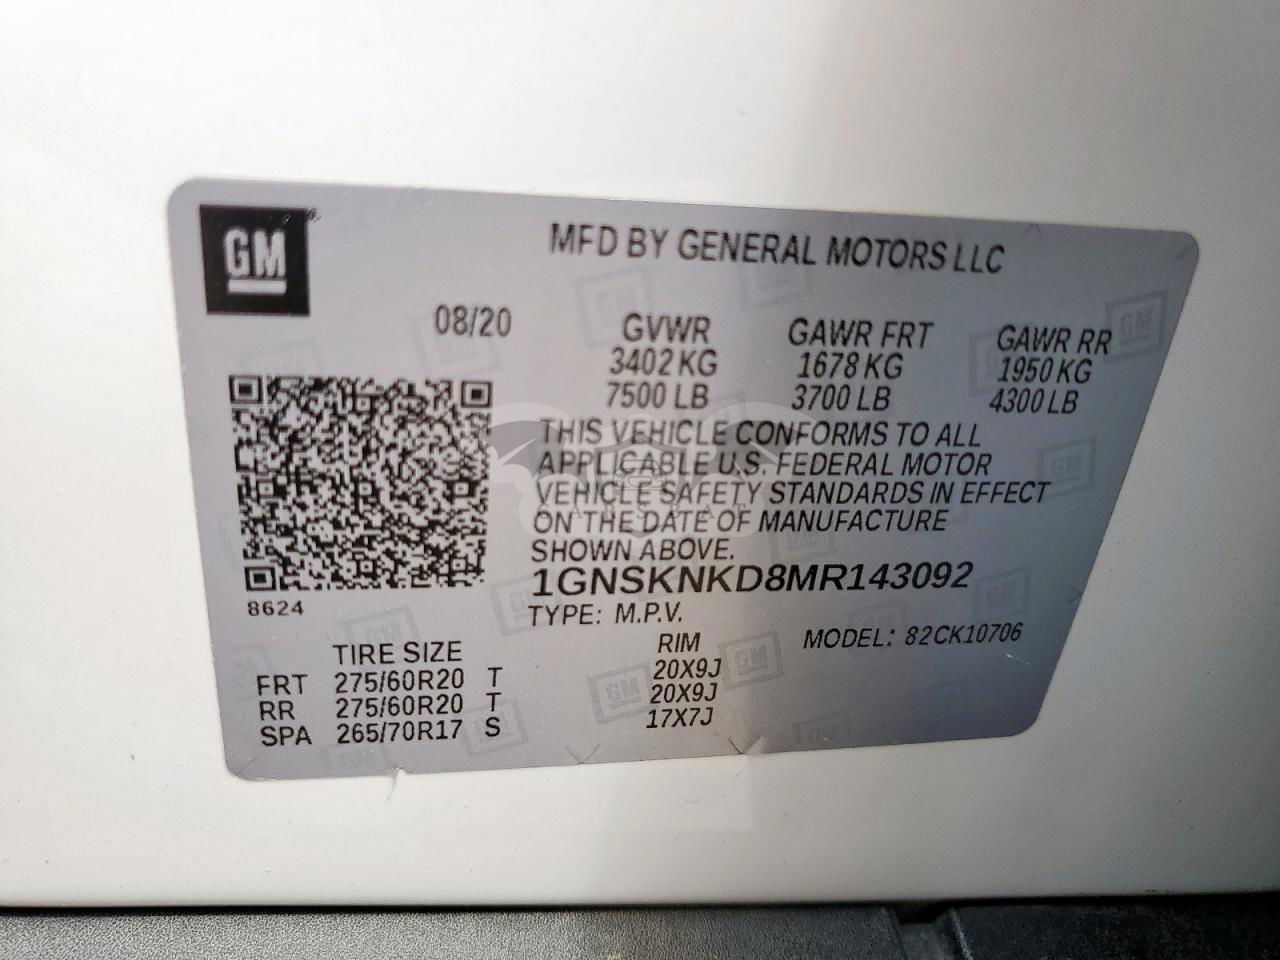 GM
MFD BY GENERAL MOTORS LLC
08/20 GVWR GAWR FRT GAWR RR
3402 KG 1678 KG 1950 KG
7500 LB 3700 LB 4300 LB
THIS VEHICLE CONFORMS TO ALL
APPLICABLE U.S. FEDERAL MOTOR
VEHICLE SAFETY STANDARDS IN EFFECT
ON THE DATE OF MANUFACTURE
SHOWN ABOVE.
1GNSKNKD8MR143092
8624
TYPE: M.P.V. MODEL: 82CK10706
TIRE SIZE RIM
FRT 275/60R20 T 20X9J
RR 275/60R20 T 20X9J
SPA 265/70R17 S 17X7J